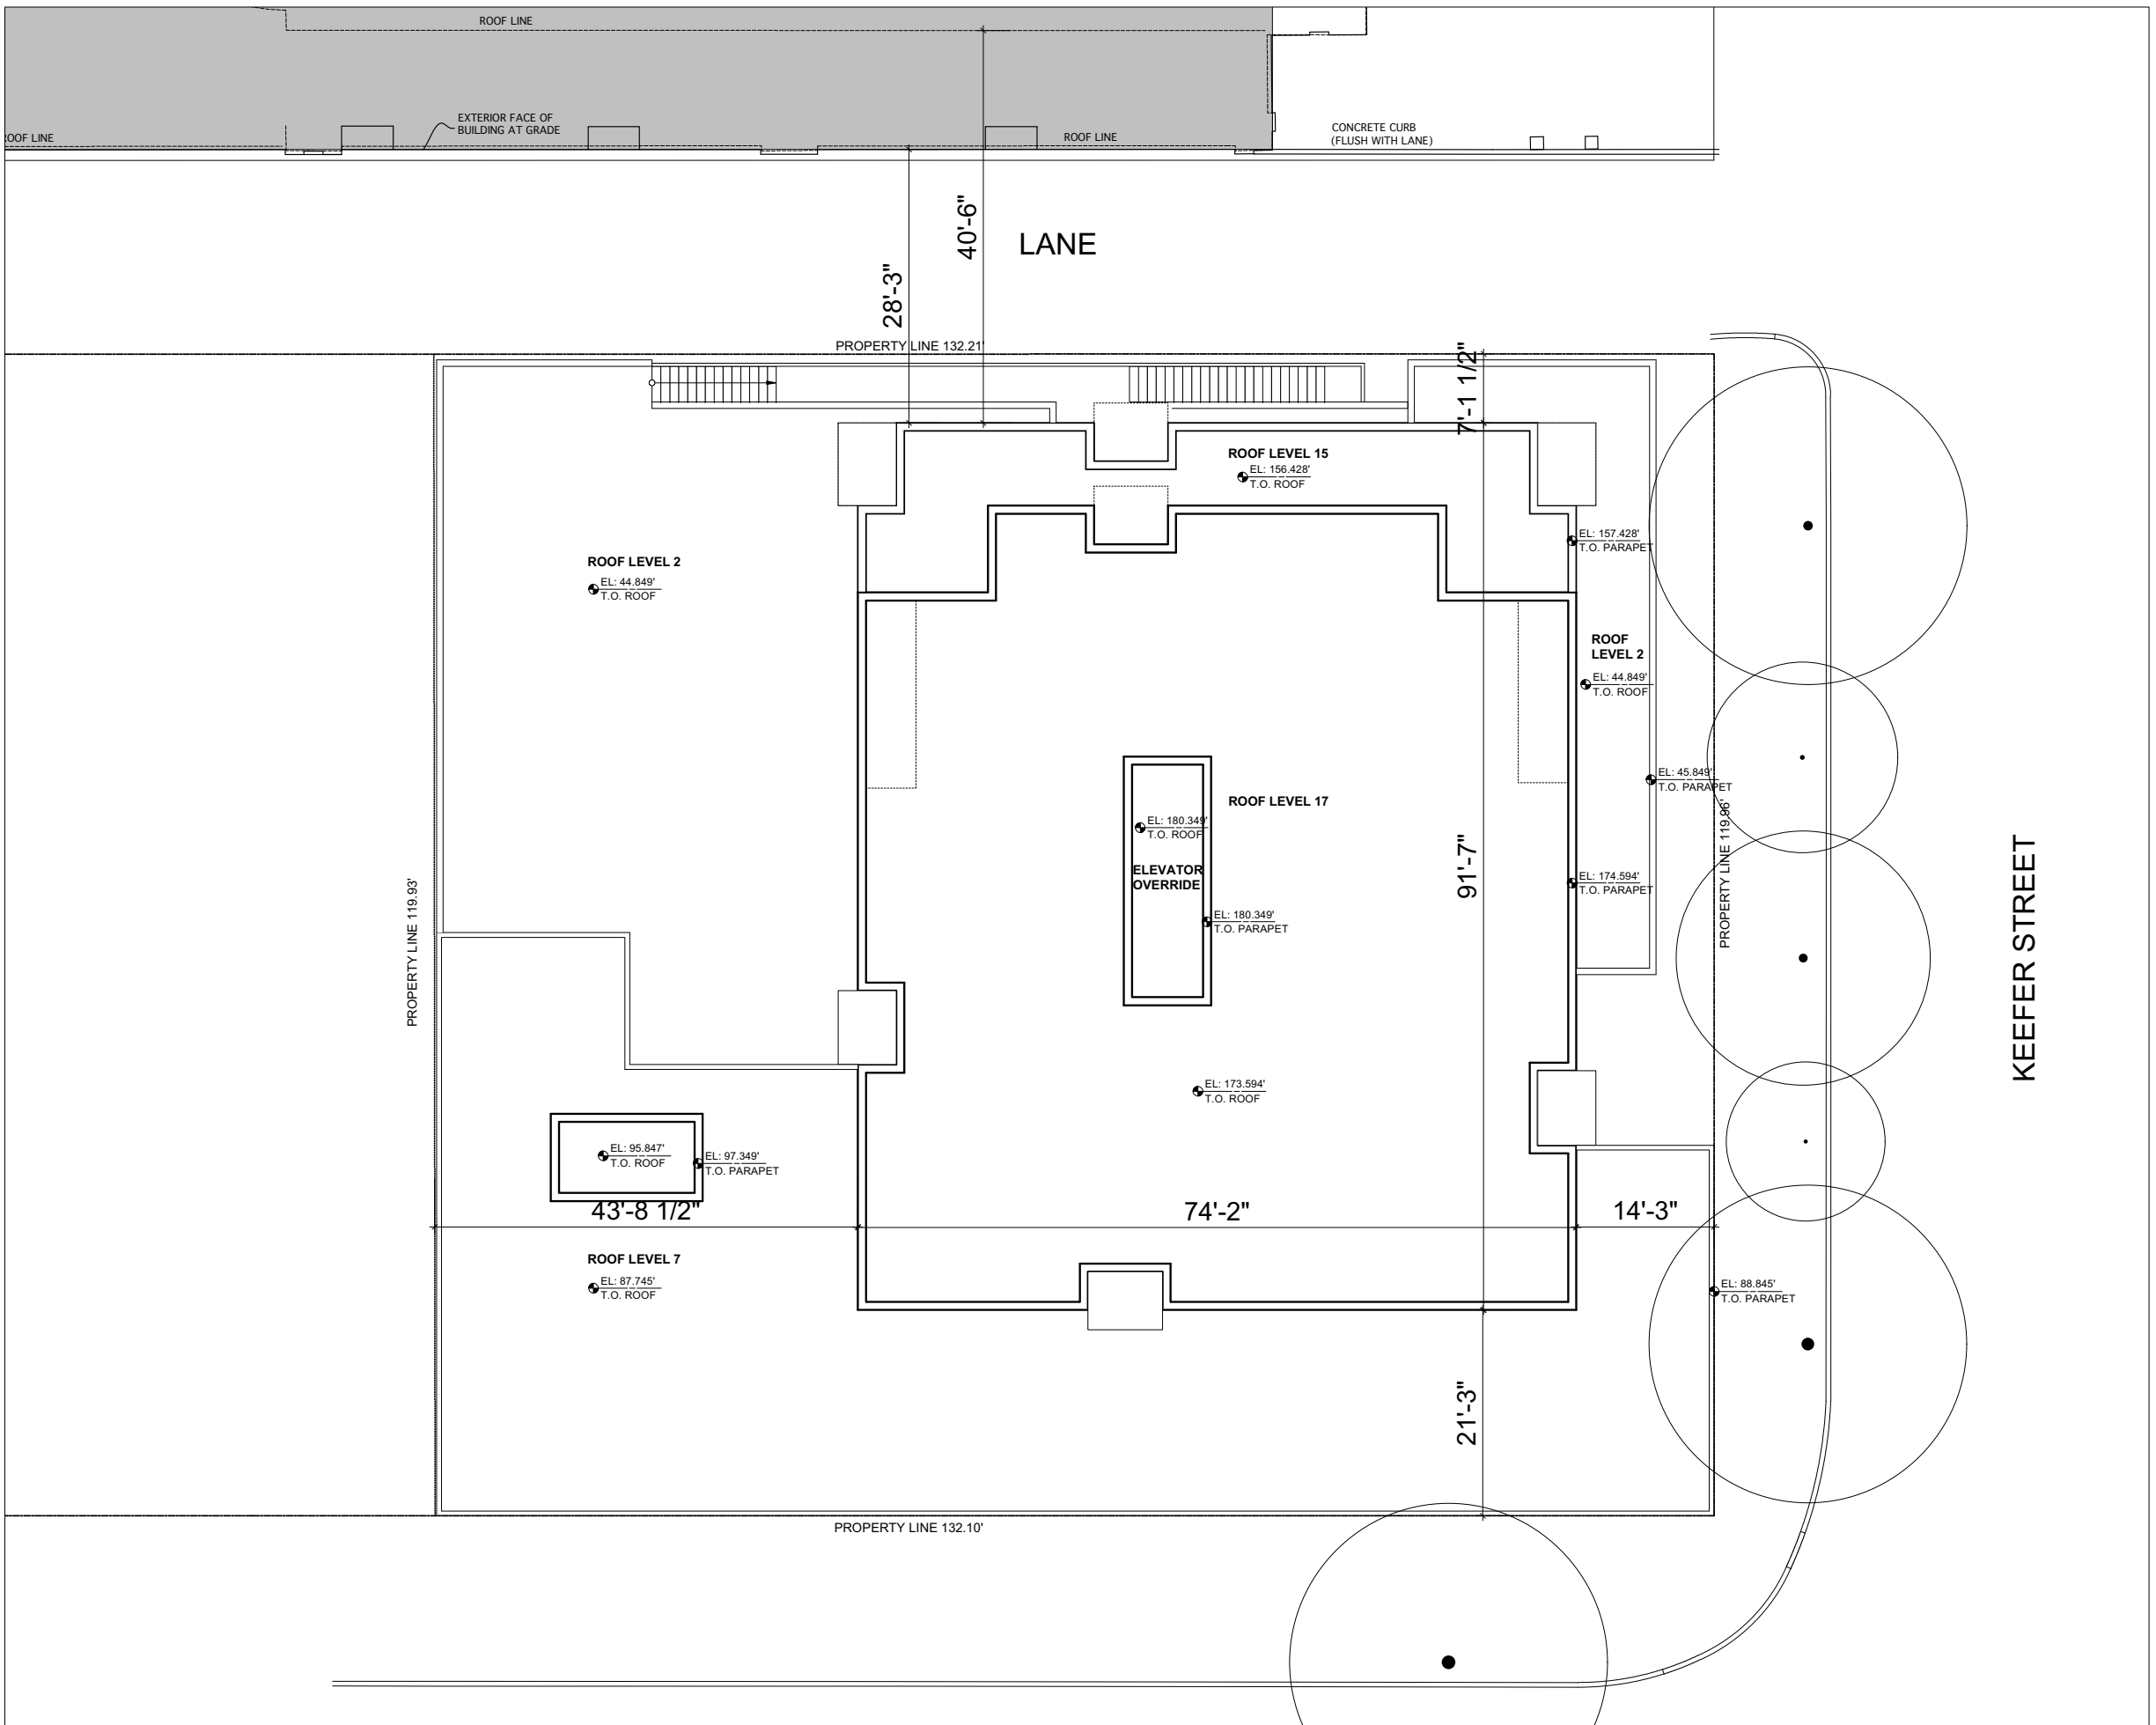 ROOF LINE
EXTERIOR FACE OF
BUILDING AT GRADE
ROOF LINE
ROOF LINE
CONCRETE CURB
(FLUSH WITH LANE)
40'-6"
LANE
28'-3"
PROPERTY LINE 132.21'
7'-1 1/2"
ROOF LEVEL 15
EL: 156.428'
T.O. ROOF
EL: 157.428'
T.O. PARAPET
ROOF LEVEL 2
EL: 44.849'
T.O. ROOF
ROOF
LEVEL 2
EL: 44.849'
T.O. ROOF
EL: 45.849'
T.O. PARAPET
ROOF LEVEL 17
EL: 180.349'
T.O. ROOF
ELEVATOR
OVERRIDE
EL: 180.349'
T.O. PARAPET
91'-7"
EL: 174.594'
T.O. PARAPET
PROPERTY LINE 119.96'
KEEFER STREET
PROPERTY LINE 119.93'
EL: 173.594'
T.O. ROOF
EL: 95.847'
T.O. ROOF
EL: 97.349'
T.O. PARAPET
43'-8 1/2"
74'-2"
14'-3"
ROOF LEVEL 7
EL: 87.745'
T.O. ROOF
EL: 88.845'
T.O. PARAPET
21'-3"
PROPERTY LINE 132.10'